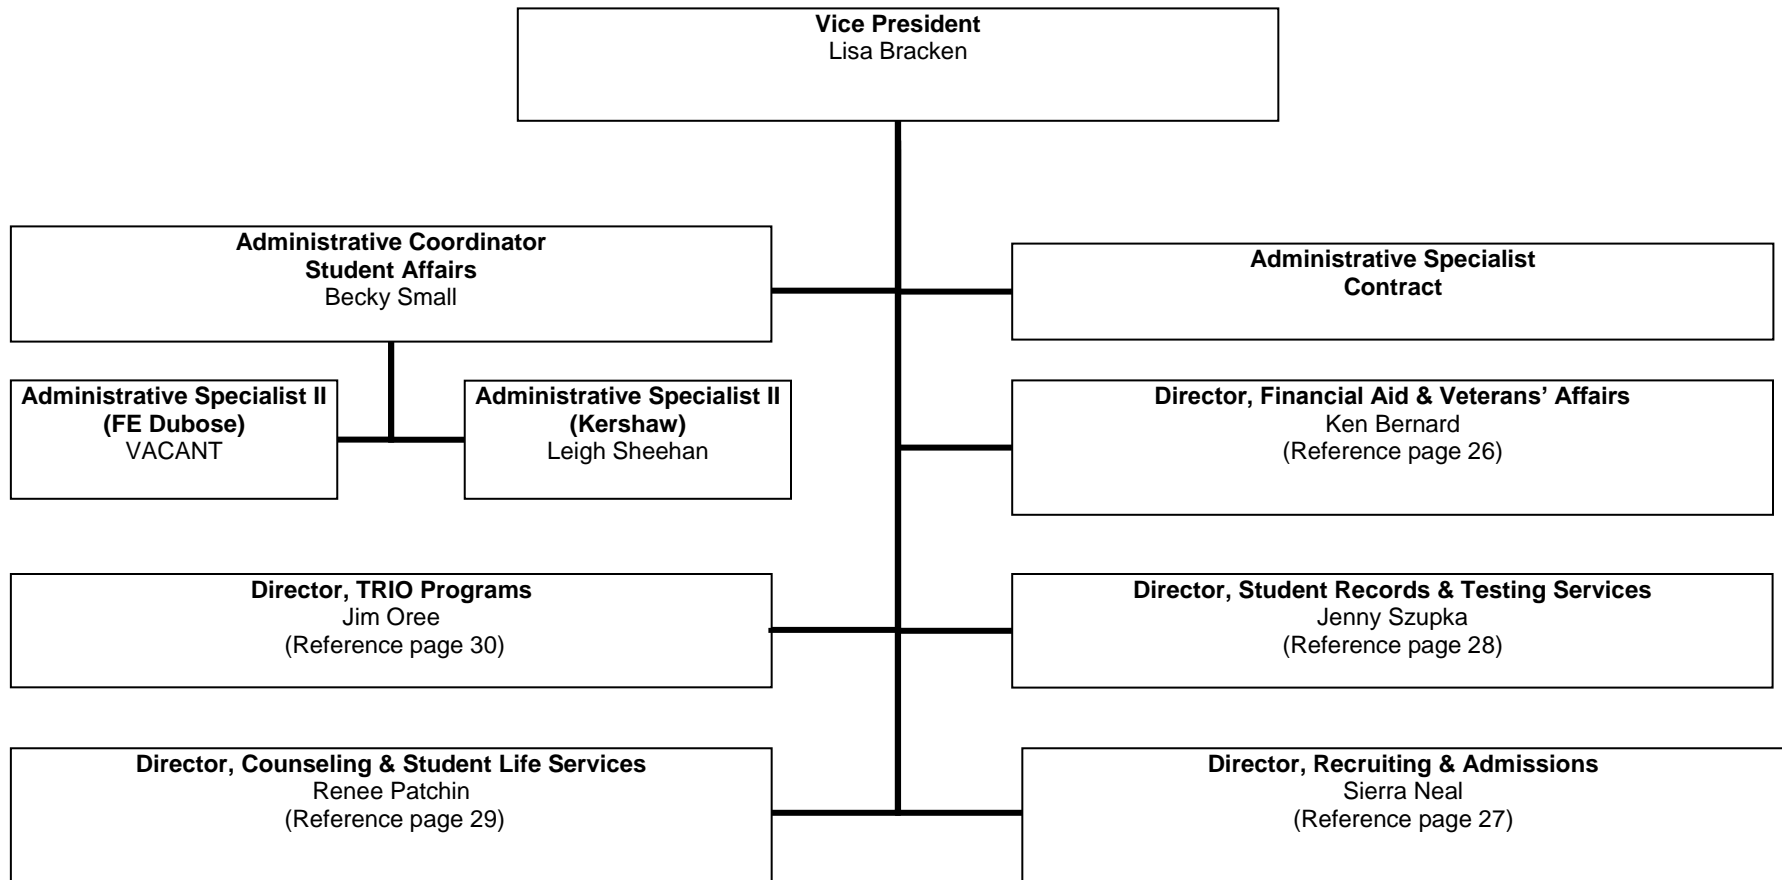 Vice President
Lisa Bracken
Administrative Coordinator
Student Affairs
Becky Small
Administrative Specialist
Contract
Administrative Specialist II
(FE Dubose)
VACANT
Administrative Specialist II
(Kershaw)
Leigh Sheehan
Director, Financial Aid & Veterans’ Affairs
Ken Bernard
(Reference page 26)
Director, TRIO Programs
Jim Oree
(Reference page 30)
Director, Student Records & Testing Services
Jenny Szupka
(Reference page 28)
Director, Counseling & Student Life Services
Renee Patchin
(Reference page 29)
Director, Recruiting & Admissions
Sierra Neal
(Reference page 27)